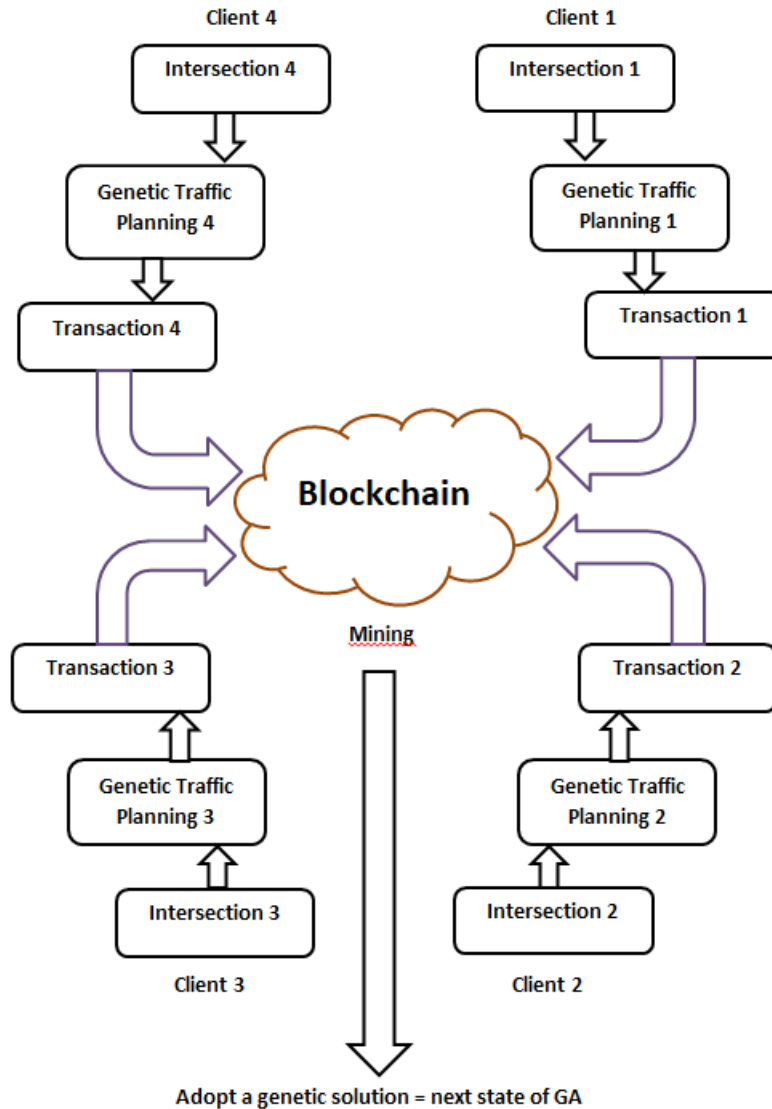 Client 4
Client 1
Intersection 4
Intersection 1
Genetic Traffic
Planning 4
Genetic Traffic
Planning 1
Transaction 4
Transaction 1
Blockchain
Mining
Transaction 3
Transaction 2
Genetic Traffic
Planning 3
Genetic Traffic
Planning 2
Intersection 3
Intersection 2
Client 3
Client 2
Adopt a genetic solution = next state of GA